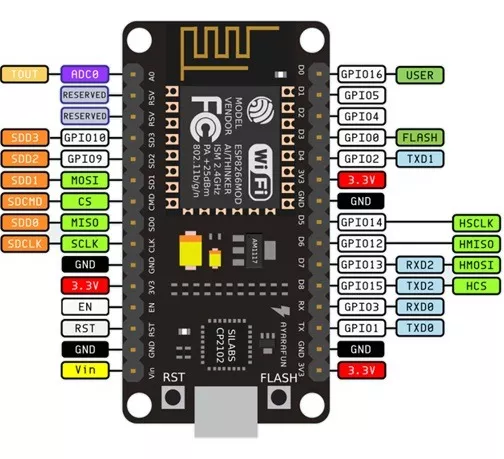 TOUT ADC0 A0 D0 GPIO16 USER
RESERVED RSV D1 GPIO5
RESERVED RSV D2 GPIO4
SDD3 GPIO10 SD3 D3 GPIO0 FLASH
SDD2 GPIO9 SD2 D4 GPIO2 TXD1
SDD1 MOSI SD1 3V3 3.3V
SDCMD CS CMD GND GND
SDD0 MISO SD0 D5 GPIO14 HSCLK
SDCLK SCLK CLK D6 GPIO12 HMISO
GND GND D7 GPIO13 RXD2 HMOSI
3.3V 3V3 D8 GPIO15 TXD2 HCS
EN EN RX GPIO3 RXD0
RST RST TX GPIO1 TXD0
GND GND GND GND
Vin Vin 3V3 3.3V
MODEL ESP8266MOD
VENDOR AI/THINKER
ISM 2.4GHz
PA +25dBm
802.11b/g/n
FC
Wi Fi
AM1117
SILABS
CP2102
AYARAFUN
RST
FLASH